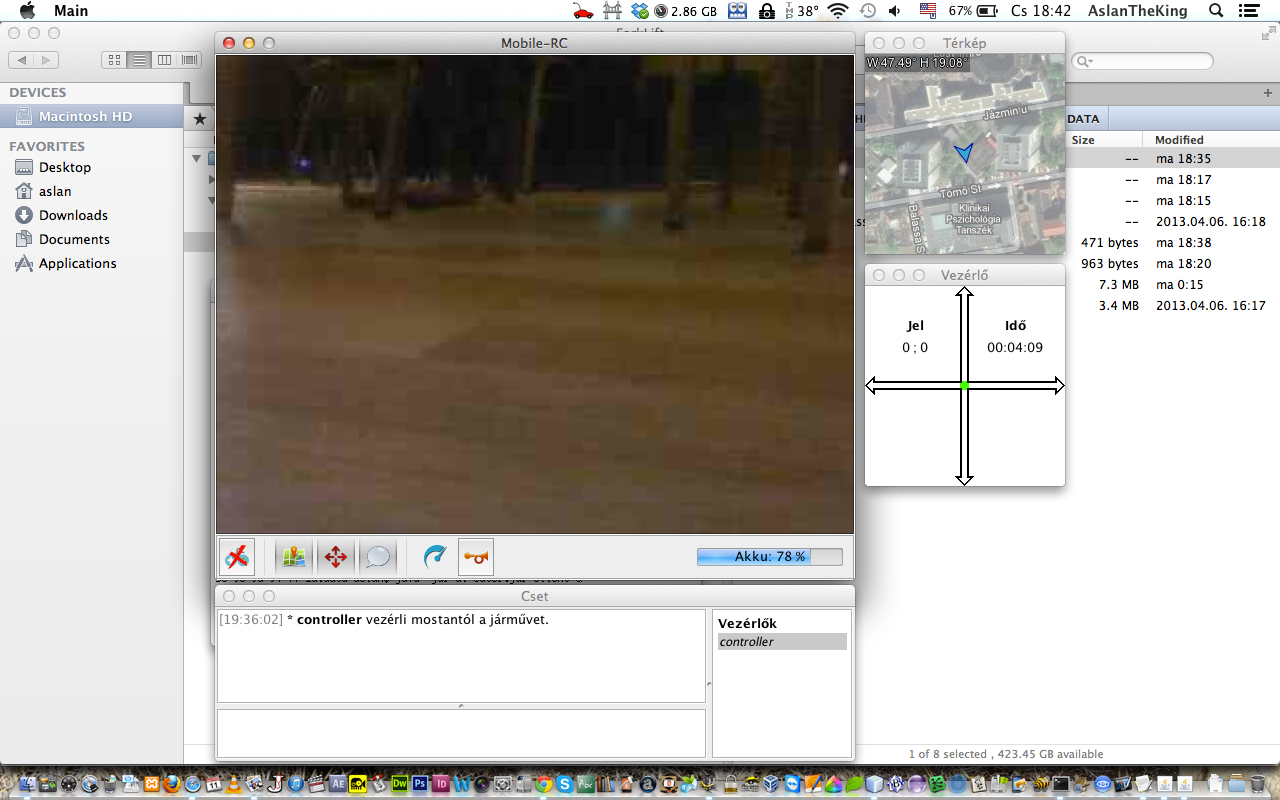 Main
2.86 GB
38°
67%
Cs 18:42
AslanTheKing
Mobile-RC
Térkép
W 47.49° H 19.08°
Jázmin u.
Tömő St
Klinikai
Pszichológia
Tanszék
Balassa S
DEVICES
Macintosh HD
FAVORITES
Desktop
aslan
Downloads
Documents
Applications
DATA
Size
Modified
-- ma 18:35
-- ma 18:17
-- ma 18:15
-- 2013.04.06. 16:18
471 bytes ma 18:38
963 bytes ma 18:20
7.3 MB ma 0:15
3.4 MB 2013.04.06. 16:17
Vezérlő
Jel
Idő
0 ; 0
00:04:09
Akku: 78 %
Cset
[19:36:02] * controller vezérli mostantól a járművet.
Vezérlők
controller
1 of 8 selected , 423.45 GB available